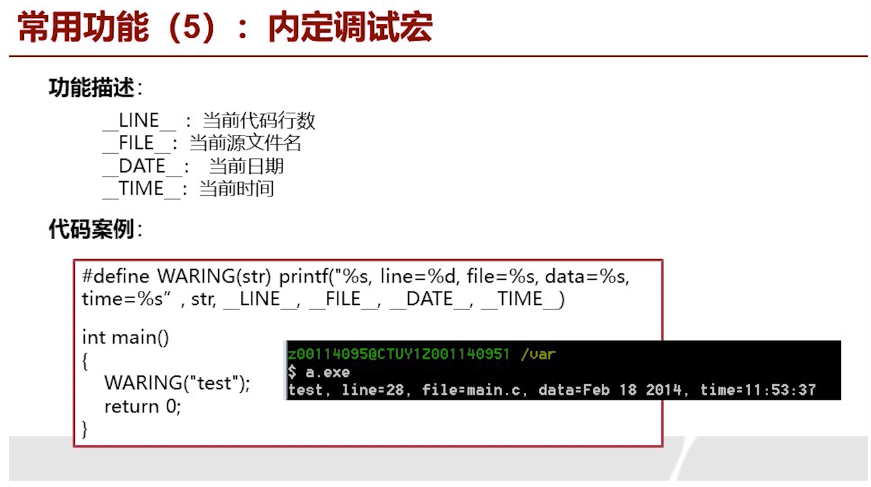 常用功能（5）：内定调试宏
功能描述：
__LINE__ ：当前代码行数
__FILE__：当前源文件名
__DATE__： 当前日期
__TIME__：当前时间
代码案例：
#define WARING(str) printf("%s, line=%d, file=%s, data=%s,
time=%s” , str, __LINE__, __FILE__, __DATE__, __TIME__)
int main()
{
WARING("test");
return 0;
}
z00114095@CTUY1Z001140951 /var
$ a.exe
test, line=28, file=main.c, data=Feb 18 2014, time=11:53:37